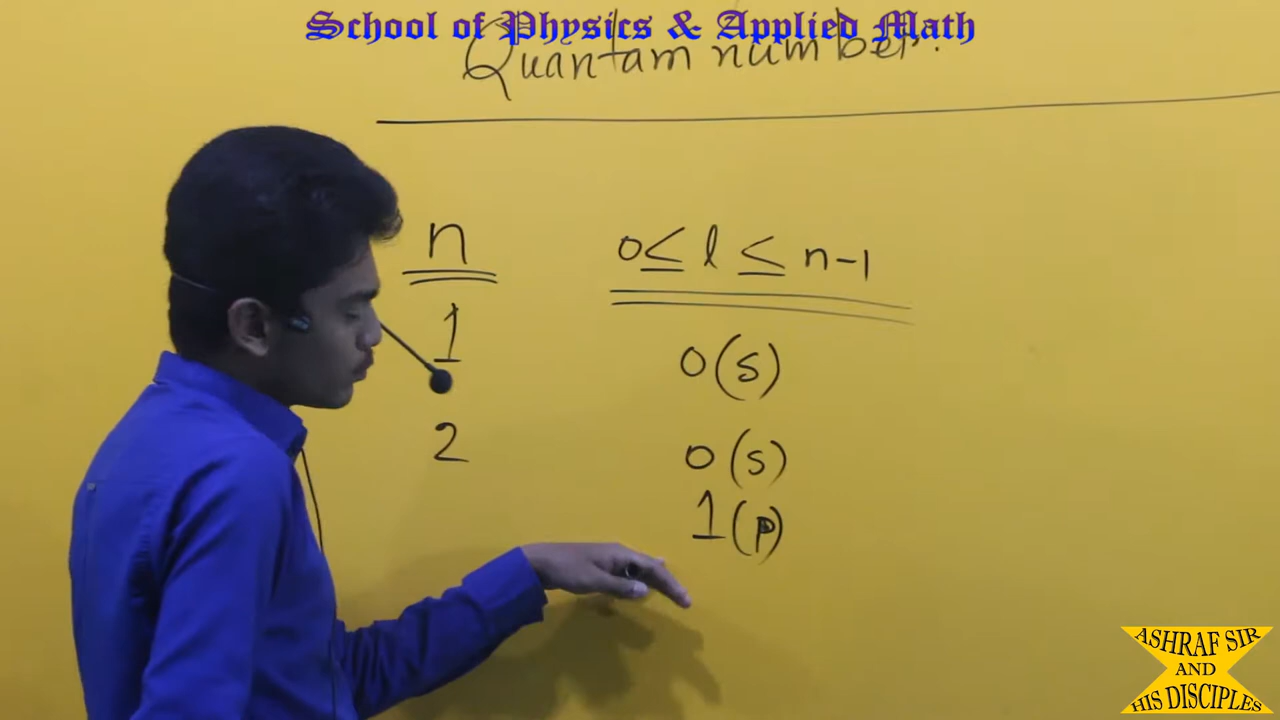 School of Physics & Applied Math
Quantam number:
n 0≤ l ≤ n-1
1 0(s)
2 0(s)
1(p)
ASHRAF SIR
AND
HIS DISCIPLES